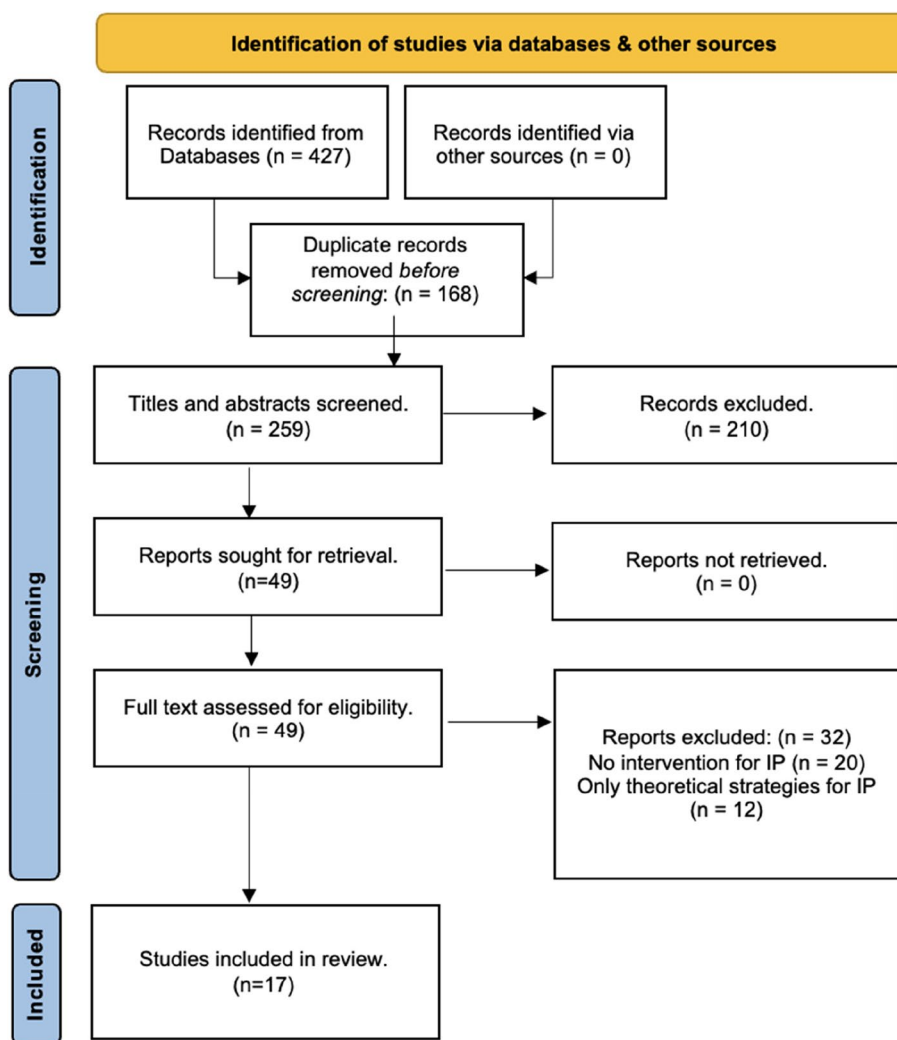 Identification of studies via databases & other sources
Identification
Records identified from
Databases (n = 427)
Records identified via
other sources (n = 0)
Duplicate records
removed before
screening: (n = 168)
Screening
Titles and abstracts screened.
(n = 259)
Records excluded.
(n = 210)
Reports sought for retrieval.
(n=49)
Reports not retrieved.
(n = 0)
Full text assessed for eligibility.
(n = 49)
Reports excluded: (n = 32)
No intervention for IP (n = 20)
Only theoretical strategies for IP
(n = 12)
Included
Studies included in review.
(n=17)